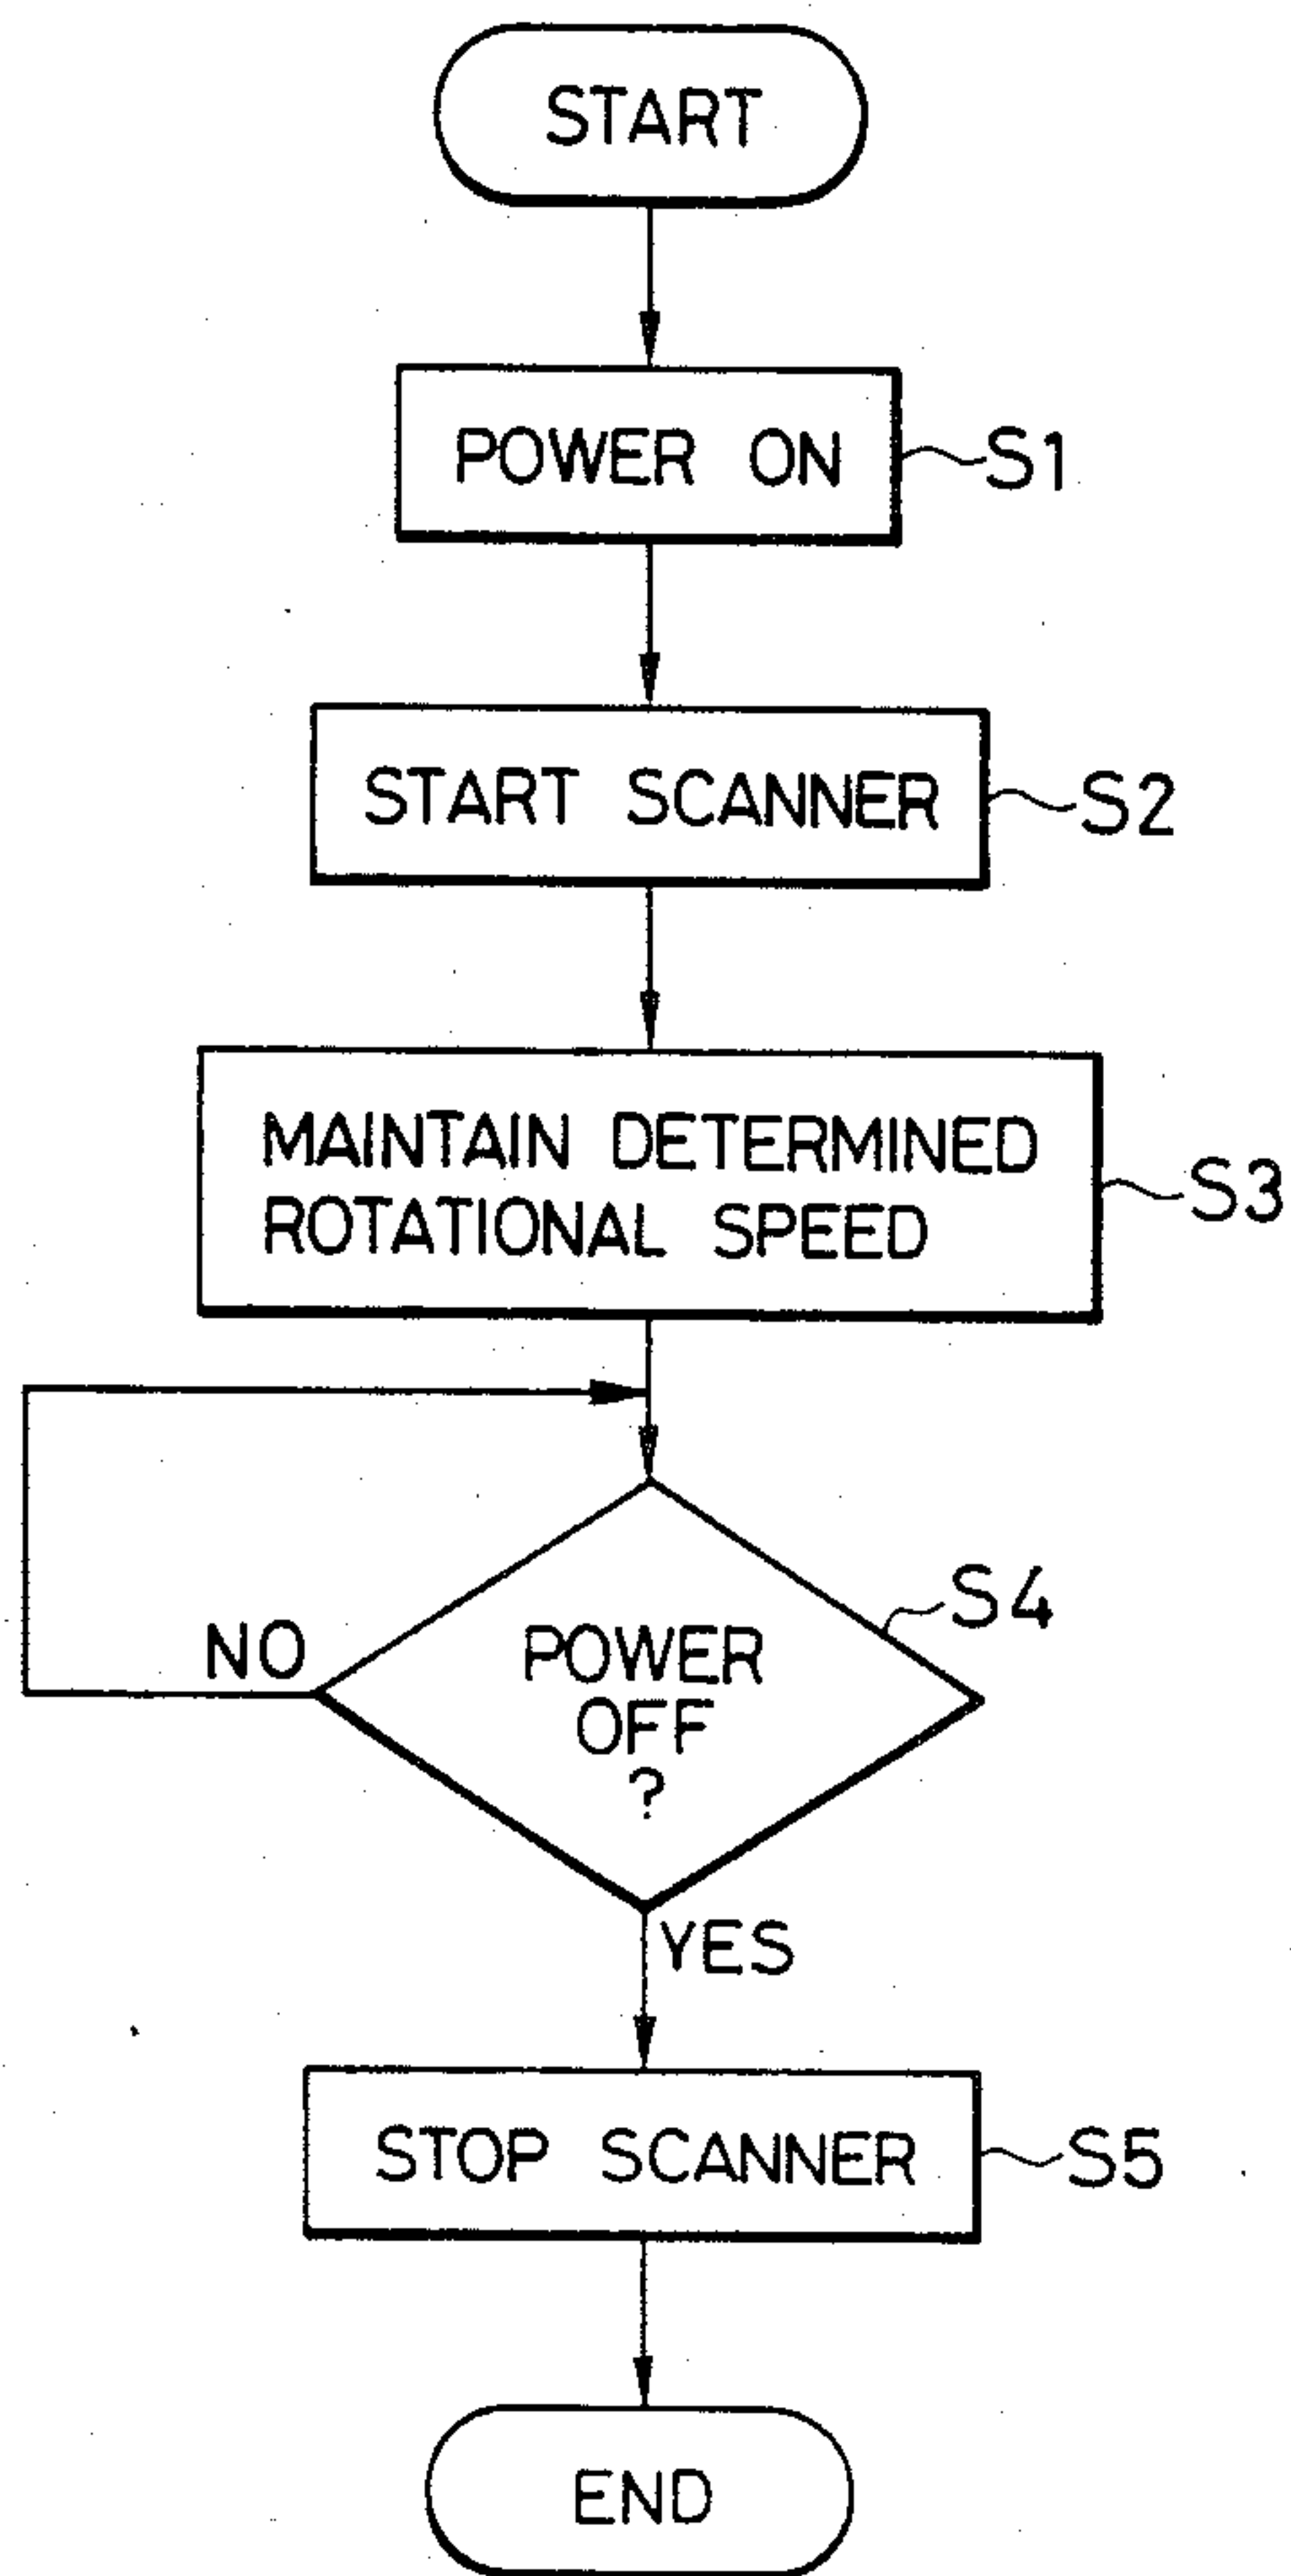 START
POWER ON
S1
START SCANNER
S2
MAINTAIN DETERMINED
ROTATIONAL SPEED
S3
S4
NO
POWER
OFF
?
YES
STOP SCANNER
S5
END